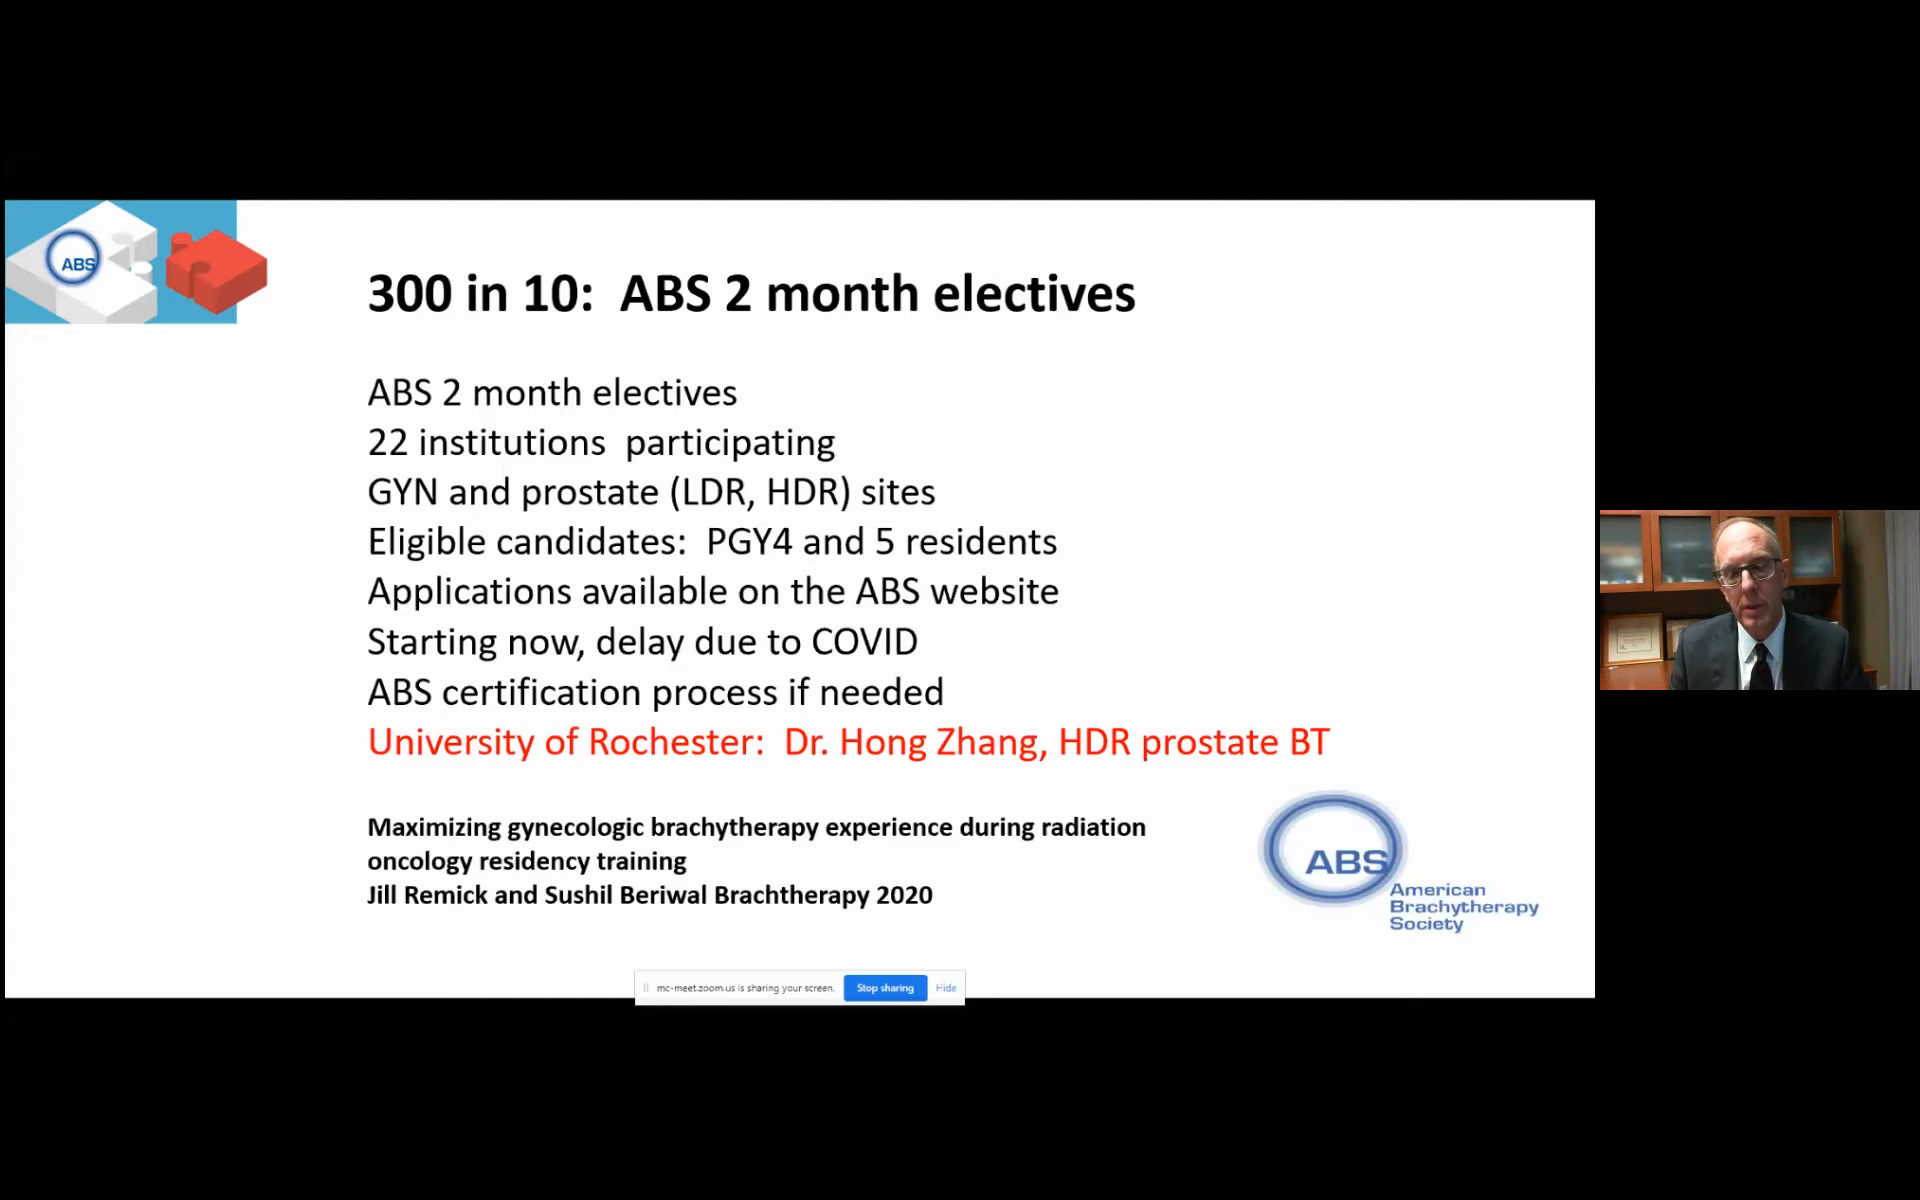 ABS
300 in 10: ABS 2 month electives
ABS 2 month electives
22 institutions participating
GYN and prostate (LDR, HDR) sites
Eligible candidates: PGY4 and 5 residents
Applications available on the ABS website
Starting now, delay due to COVID
ABS certification process if needed
University of Rochester: Dr. Hong Zhang, HDR prostate BT
Maximizing gynecologic brachytherapy experience during radiation
oncology residency training
Jill Remick and Sushil Beriwal Brachtherapy 2020
ABS
American
Brachytherapy
Society
mc-meet.zoom.us is sharing your screen. Stop sharing Hide